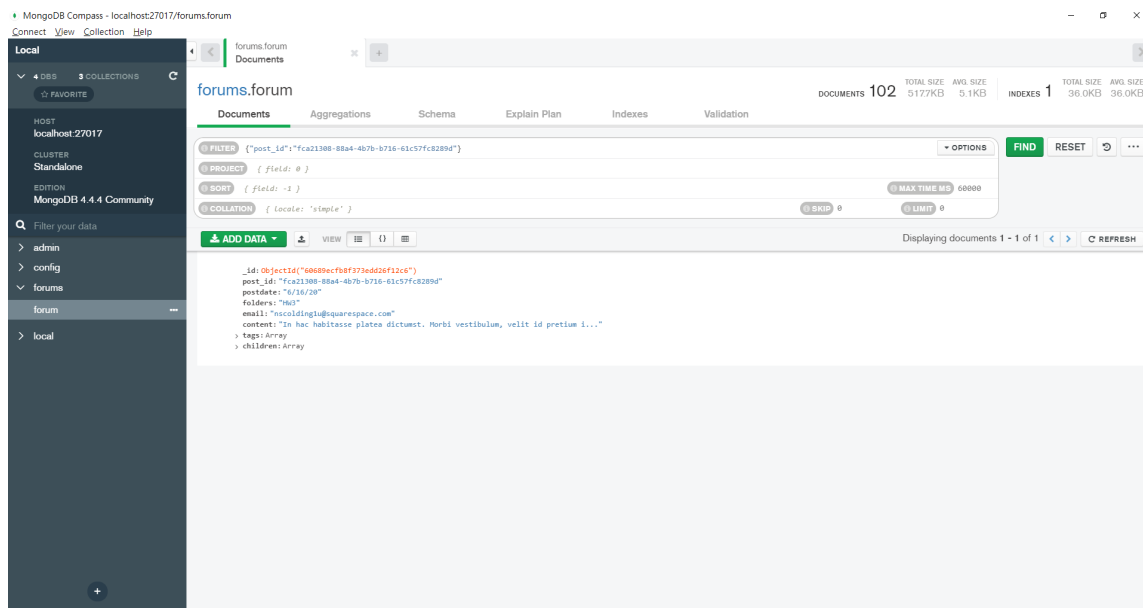 MongoDB Compass - localhost:27017/forums.forum
Connect View Collection Help
Local
forums.forum
Documents
4 DBS 3 COLLECTIONS
FAVORITE
HOST
localhost:27017
CLUSTER
Standalone
EDITION
MongoDB 4.4.4 Community
Filter your data
admin
config
forums
forum
local
forums.forum
DOCUMENTS 102 TOTAL SIZE 5177KB AVG. SIZE 5.1KB INDEXES 1 TOTAL SIZE 36.0KB AVG. SIZE 36.0KB
Documents Aggregations Schema Explain Plan Indexes Validation
FILTER {"post_id":"fca21308-88a4-4b7b-b716-61c57fc8289d"} OPTIONS FIND RESET ...
PROJECT { field: 0 }
SORT { field: -1 } MAX TIME MS 60000
COLLATION { locale: 'simple' } SKIP 0 LIMIT 0
ADD DATA VIEW {} Displaying documents 1 - 1 of 1 < > REFRESH
_id: ObjectId("60689ecfb8f373edd26f12c6")
post_id: "fca21308-88a4-4b7b-b716-61c57fc8289d"
postdate: "6/16/20"
folders: "HW3"
email: "nscolding1u@squarespace.com"
content: "In hac habitasse platea dictumst. Morbi vestibulum, velit id pretium i..."
> tags: Array
> children: Array